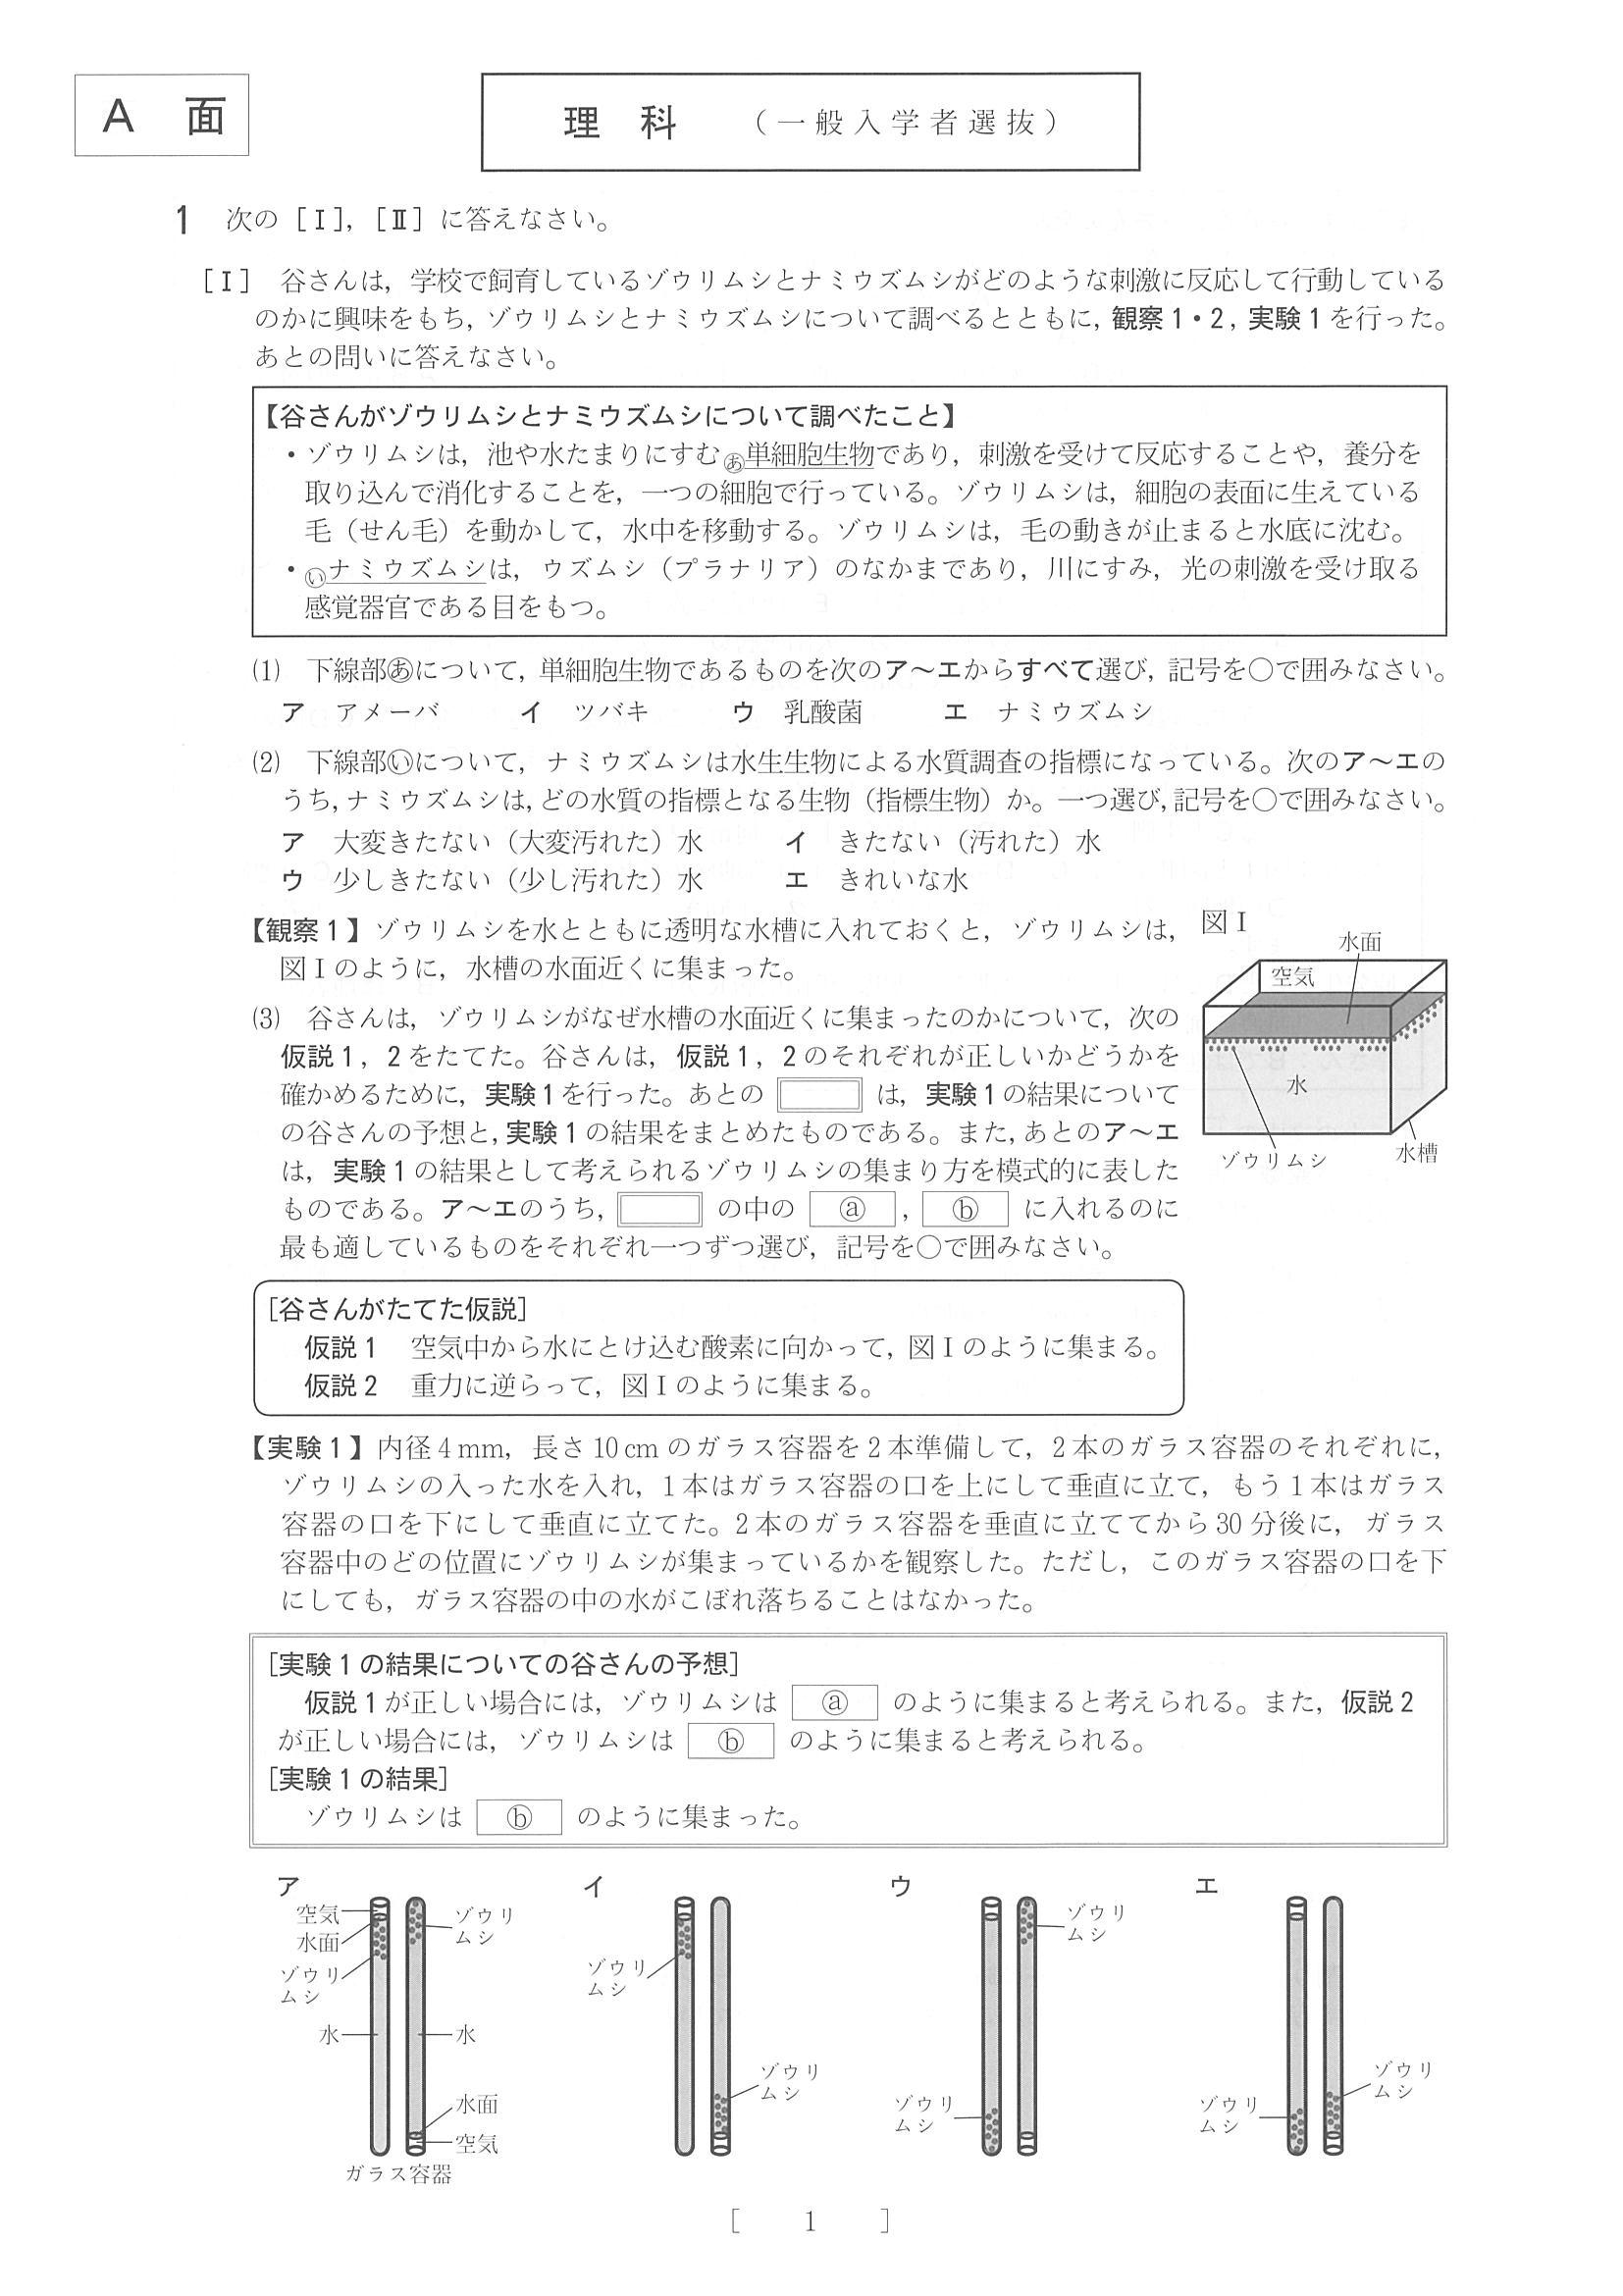 A 面
理 科 （一般入学者選抜）
1 次の［Ⅰ］，［Ⅱ］に答えなさい。
［Ⅰ］ 谷さんは，学校で飼育しているゾウリムシとナミウズムシがどのような刺激に反応して行動している
のかに興味をもち，ゾウリムシとナミウズムシについて調べるとともに，観察1・2，実験1を行った。
あとの問いに答えなさい。
【谷さんがゾウリムシとナミウズムシについて調べたこと】
・ゾウリムシは，池や水たまりにすむ㋐単細胞生物であり，刺激を受けて反応することや，養分を
取り込んで消化することを，一つの細胞で行っている。ゾウリムシは，細胞の表面に生えている
毛（せん毛）を動かして，水中を移動する。ゾウリムシは，毛の動きが止まると水底に沈む。
・㋑ナミウズムシは，ウズムシ（プラナリア）のなかまであり，川にすみ，光の刺激を受け取る
感覚器官である目をもつ。
⑴ 下線部あについて，単細胞生物であるものを次のア～エからすべて選び，記号を○で囲みなさい。
ア アメーバ イ ツバキ ウ 乳酸菌 エ ナミウズムシ
⑵ 下線部いについて，ナミウズムシは水生生物による水質調査の指標になっている。次のア～エの
うち，ナミウズムシは，どの水質の指標となる生物（指標生物）か。一つ選び，記号を○で囲みなさい。
ア 大変きたない（大変汚れた）水 イ きたない（汚れた）水
ウ 少しきたない（少し汚れた）水 エ きれいな水
【観察1】ゾウリムシを水とともに透明な水槽に入れておくと，ゾウリムシは，
図Ⅰのように，水槽の水面近くに集まった。
図Ⅰ
水面
空気
水
ゾウリムシ
水槽
⑶ 谷さんは，ゾウリムシがなぜ水槽の水面近くに集まったのかについて，次の
仮説1，2をたてた。谷さんは，仮説1，2のそれぞれが正しいかどうかを
確かめるために，実験1を行った。あとの は，実験1の結果について
の谷さんの予想と，実験1の結果をまとめたものである。また，あとのア～エ
は，実験1の結果として考えられるゾウリムシの集まり方を模式的に表した
ものである。ア～エのうち， の中の ⓐ ， ⓑ に入れるのに
最も適しているものをそれぞれ一つずつ選び，記号を○で囲みなさい。
［谷さんがたてた仮説］
仮説1 空気中から水にとけ込む酸素に向かって，図Ⅰのように集まる。
仮説2 重力に逆らって，図Ⅰのように集まる。
【実験1】内径4mm，長さ10cmのガラス容器を2本準備して，2本のガラス容器のそれぞれに，
ゾウリムシの入った水を入れ，1本はガラス容器の口を上にして垂直に立て，もう1本はガラス
容器の口を下にして垂直に立てた。2本のガラス容器を垂直に立ててから30分後に，ガラス
容器中のどの位置にゾウリムシが集まっているかを観察した。ただし，このガラス容器の口を下
にしても，ガラス容器の中の水がこぼれ落ちることはなかった。
［実験1の結果についての谷さんの予想］
仮説1が正しい場合には，ゾウリムシは ⓐ のように集まると考えられる。また，仮説2
が正しい場合には，ゾウリムシは ⓑ のように集まると考えられる。
［実験1の結果］
ゾウリムシは ⓑ のように集まった。
ア
空気
水面
ゾウリ
ムシ
水
ゾウリ
ムシ
水
水面
空気
ガラス容器
イ
ゾウリ
ムシ
ゾウリ
ムシ
ウ
ゾウリ
ムシ
ゾウリ
ムシ
エ
ゾウリ
ムシ
ゾウリ
ムシ
［ 1 ］